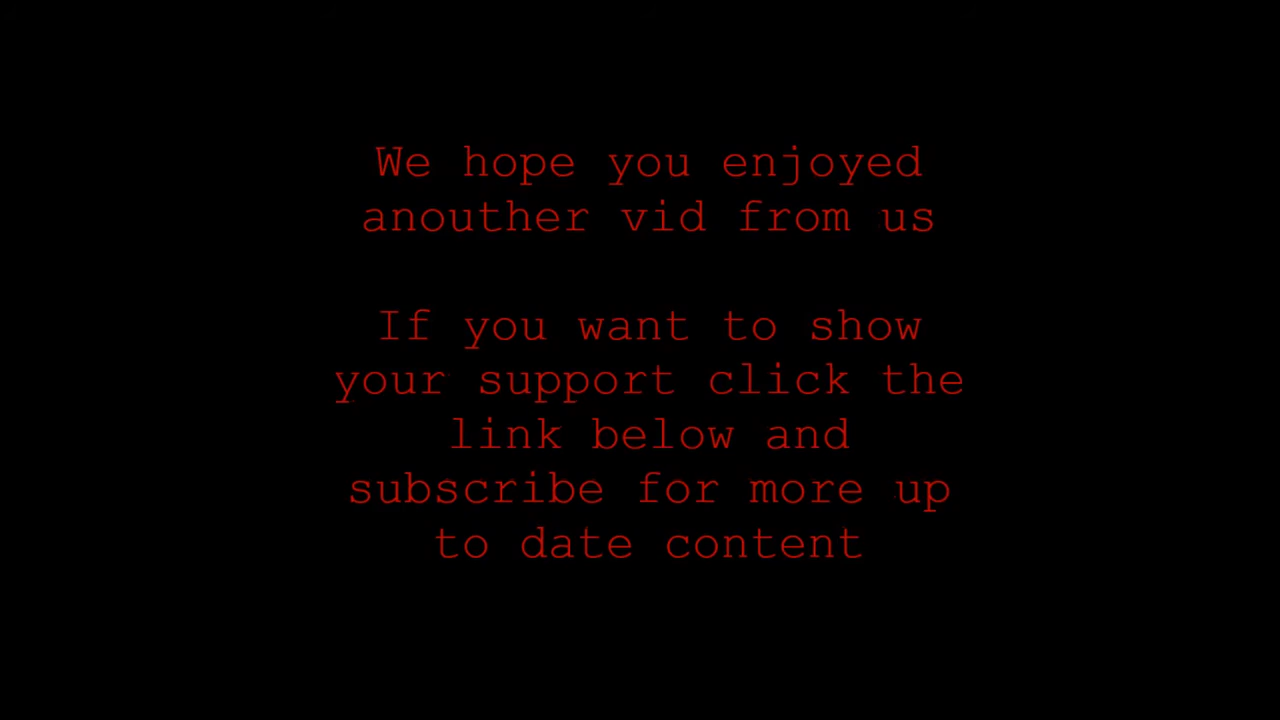 We hope you enjoyed
anouther vid from us
If you want to show
your support click the
link below and
subscribe for more up
to date content